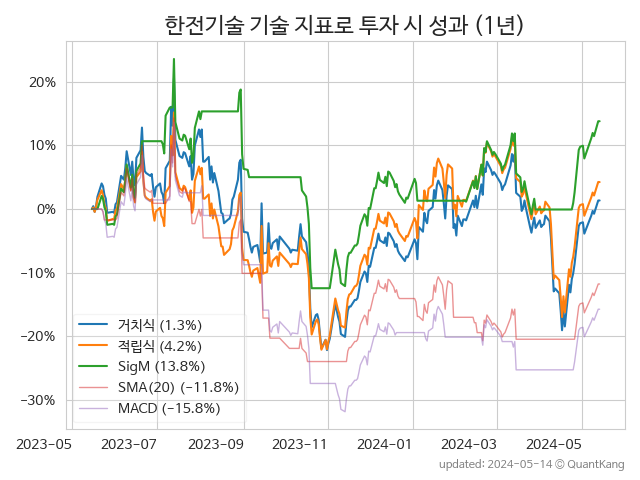 한전기술 기술 지표로 투자 시 성과 (1년)
20%
10%
0%
−10%
−20%
−30%
거치식 (1.3%)
적립식 (4.2%)
SigM (13.8%)
SMA(20) (−11.8%)
MACD (−15.8%)
2023-05 2023-07 2023-09 2023-11 2024-01 2024-03 2024-05
updated: 2024-05-14 © QuantKang